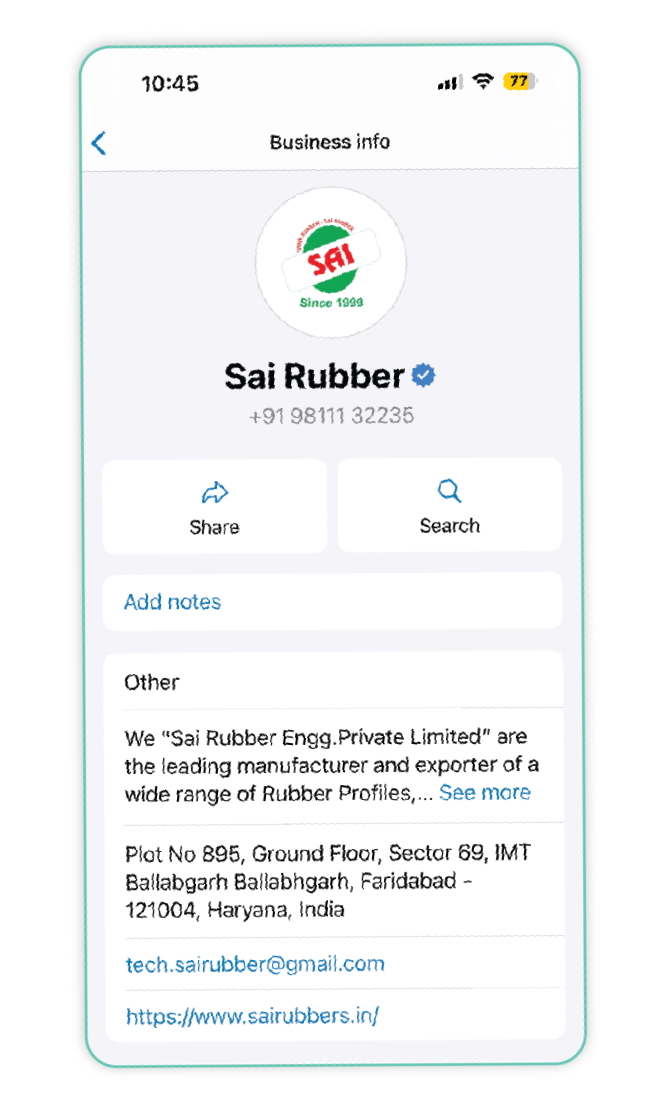 10:45
77
Business info
SAI
Since 1999
Sai Rubber
+91 98111 32235
Share
Search
Add notes
Other
We “Sai Rubber Engg.Private Limited” are
the leading manufacturer and exporter of a
wide range of Rubber Profiles,... See more
Plot No 895, Ground Floor, Sector 69, IMT
Ballabgarh Ballabhgarh, Faridabad -
121004, Haryana, India
tech.sairubber@gmail.com
https://www.sairubbers.in/